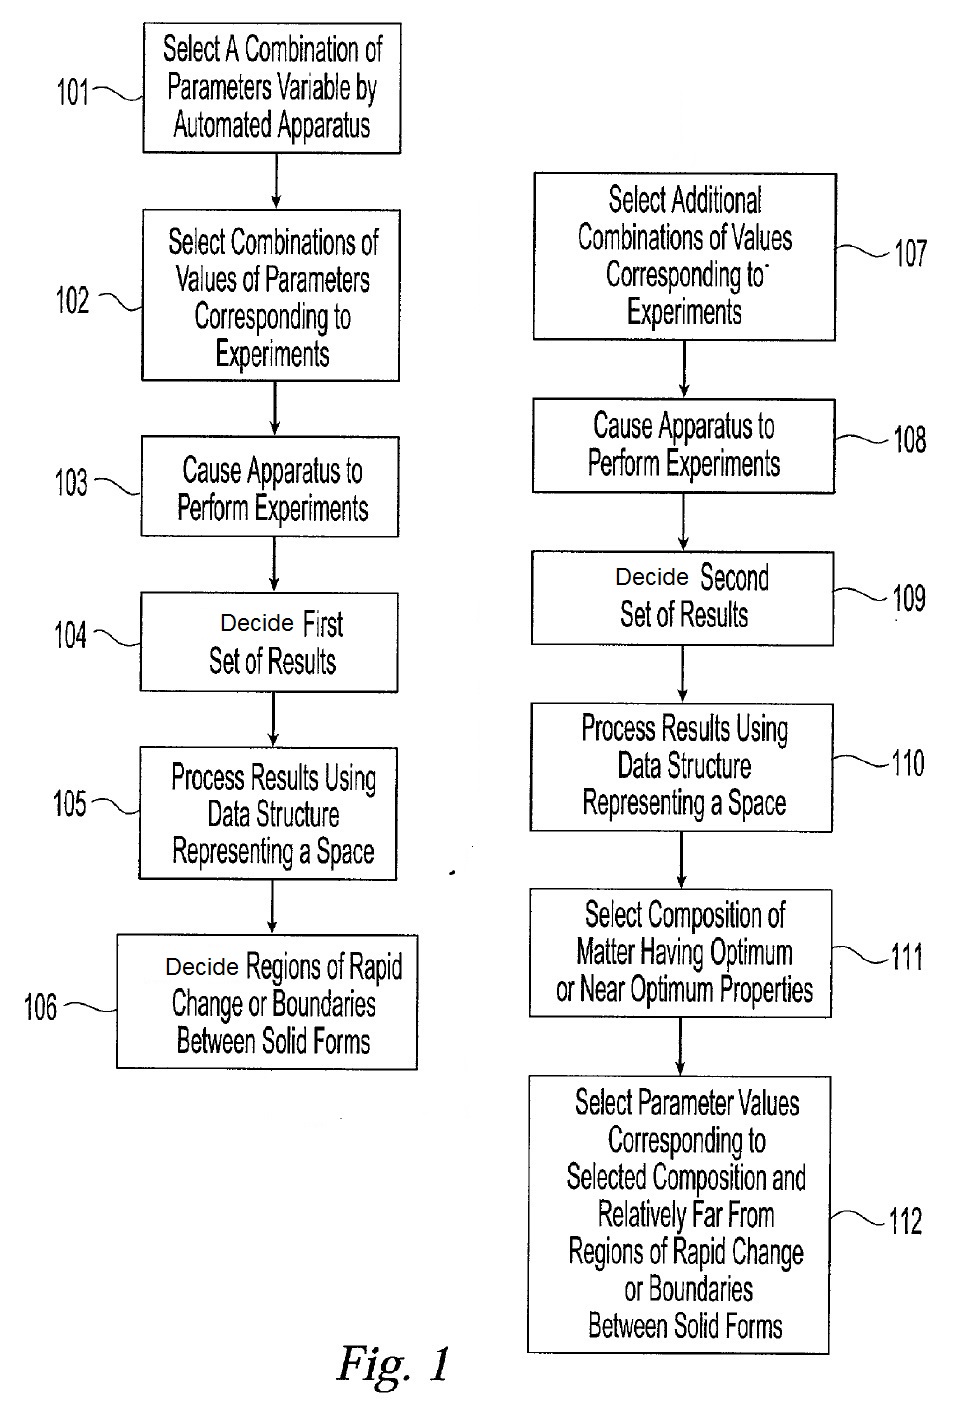 Select A Combination of
Parameters Variable by
Automated Apparatus
101
Select Combinations of
Values of Parameters
Corresponding to
Experiments
102
Cause Apparatus to
Perform Experiments
103
Decide First
Set of Results
104
Process Results Using
Data Structure
Representing a Space
105
Decide Regions of Rapid
Change or Boundaries
Between Solid Forms
106
Select Additional
Combinations of Values
Corresponding to
Experiments
107
Cause Apparatus to
Perform Experiments
108
Decide Second
Set of Results
109
Process Results Using
Data Structure
Representing a Space
110
Select Composition of
Matter Having Optimum
or Near Optimum Properties
111
Select Parameter Values
Corresponding to
Selected Composition and
Relatively Far From
Regions of Rapid Change
or Boundaries
Between Solid Forms
112
Fig. 1